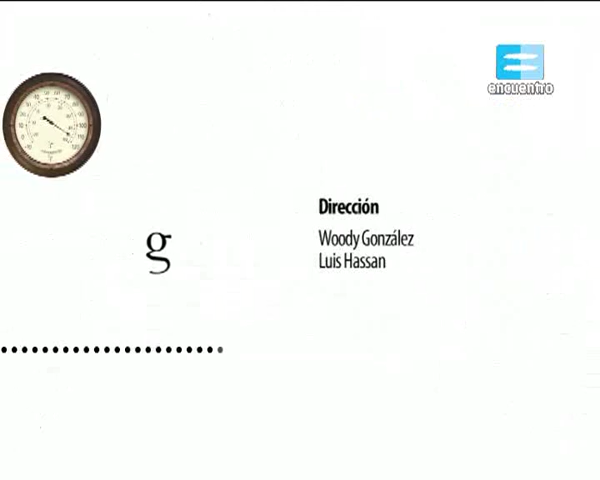 encuentro
Dirección
Woody González
Luis Hassan
g